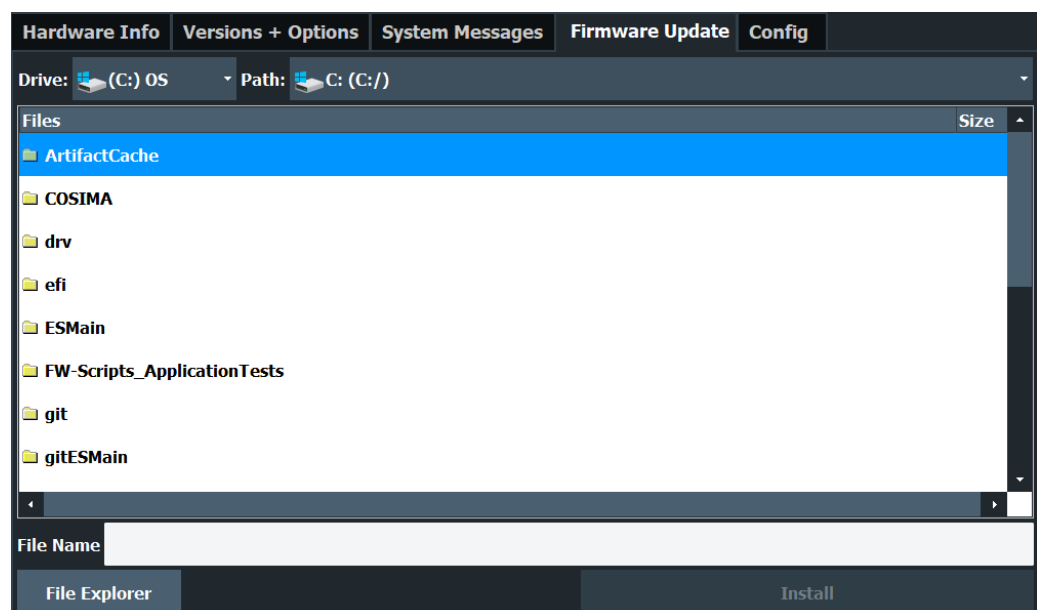 Hardware Info Versions + Options System Messages Firmware Update Config
Drive: (C:) OS Path: C: (C:/)
Files Size
ArtifactCache
COSIMA
drv
efi
ESMain
FW-Scripts_ApplicationTests
git
gitESMain
File Name
File Explorer Install